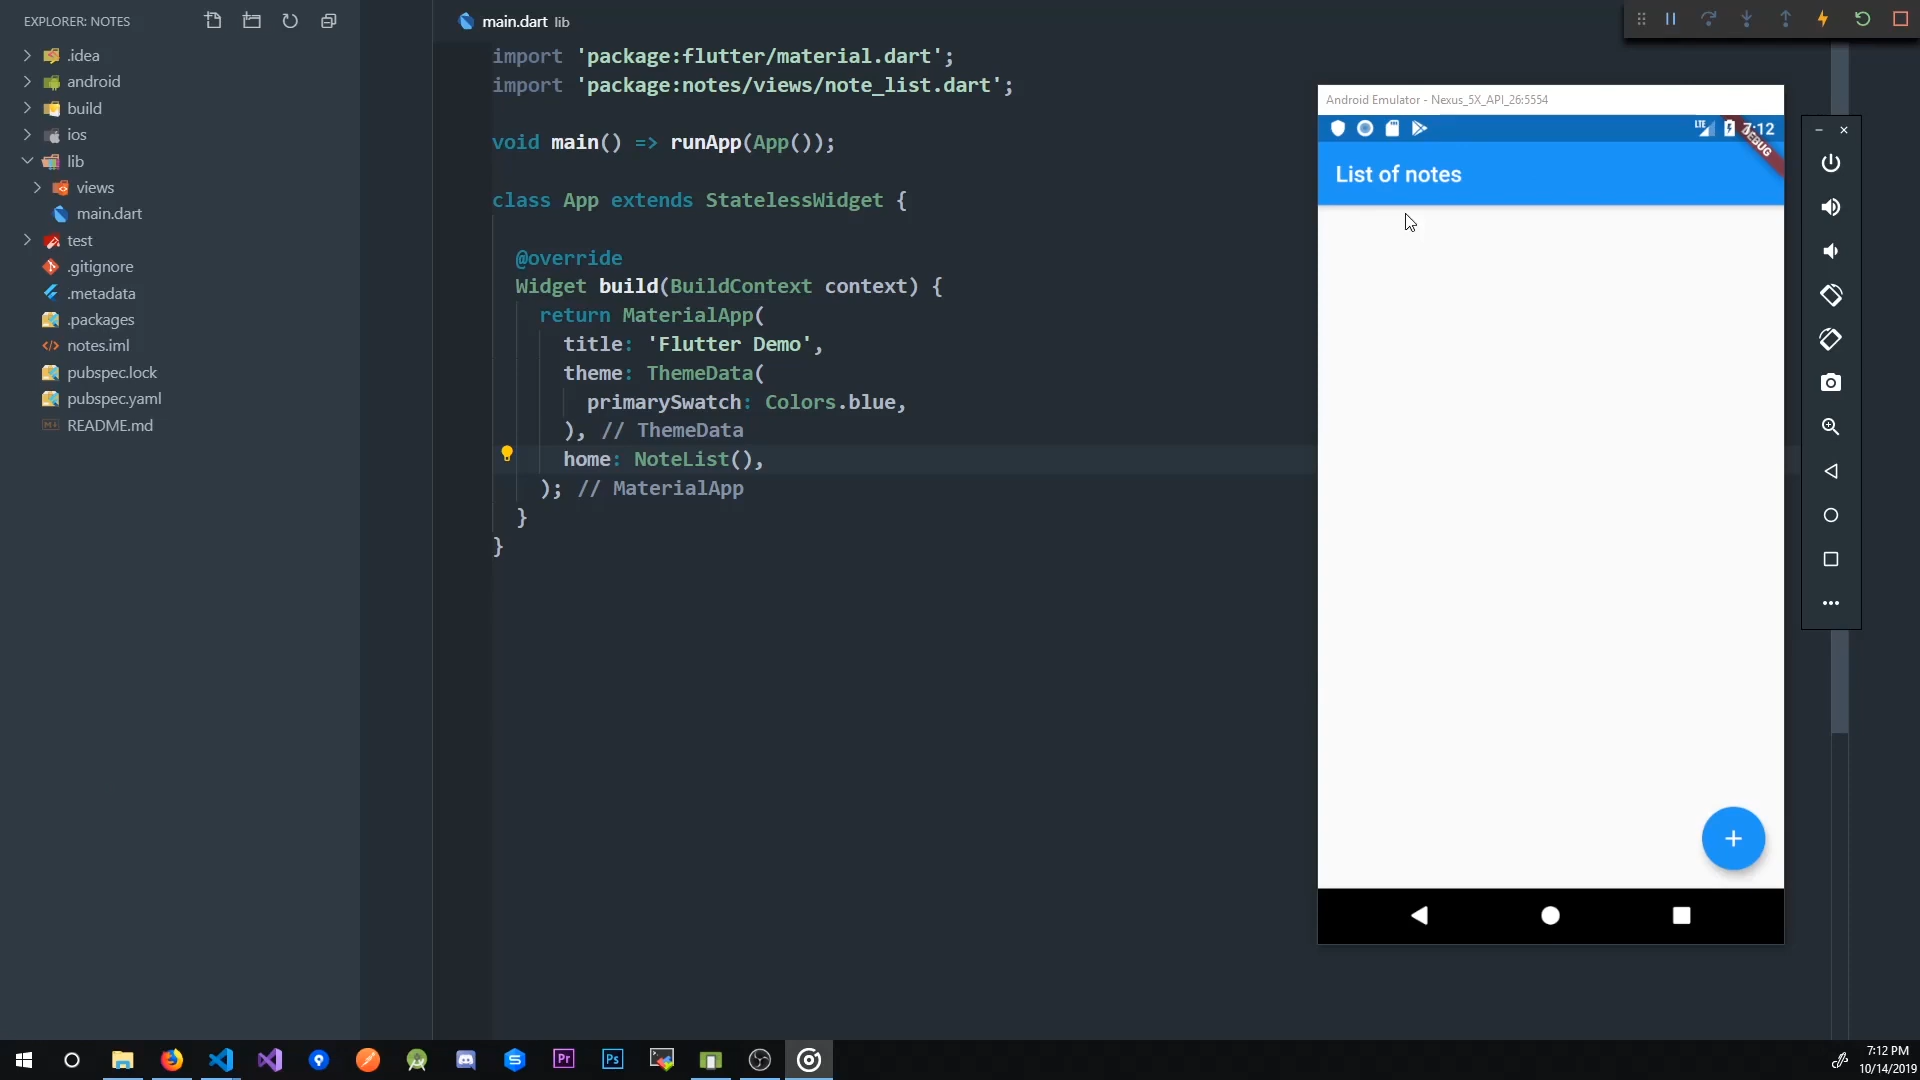 EXPLORER: NOTES
.idea
android
build
ios
lib
views
main.dart
test
.gitignore
.metadata
.packages
notes.iml
pubspec.lock
pubspec.yaml
README.md
main.dart lib
import 'package:flutter/material.dart';
import 'package:notes/views/note_list.dart';
void main() => runApp(App());
class App extends StatelessWidget {
@override
Widget build(BuildContext context) {
return MaterialApp(
title: 'Flutter Demo',
theme: ThemeData(
primarySwatch: Colors.blue,
), // ThemeData
home: NoteList(),
); // MaterialApp
}
}
Android Emulator - Nexus_5X_API_26:5554
LTE 7:12
DEBUG
List of notes
+
Pr
Ps
7:12 PM
10/14/2019